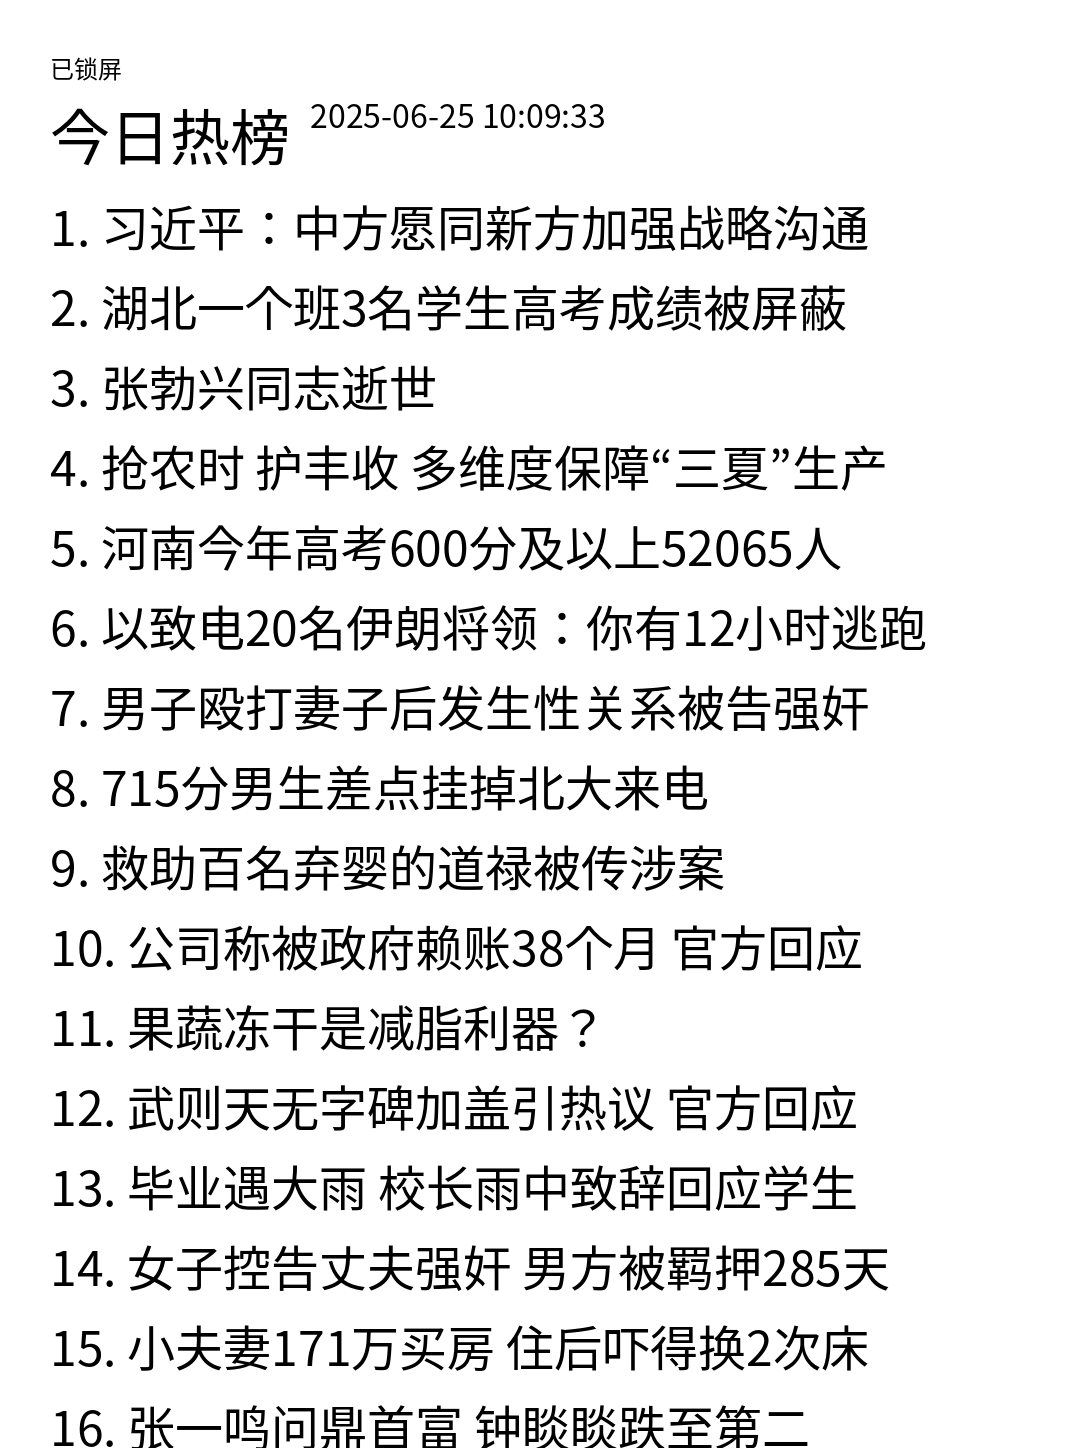 已锁屏
今日热榜 2025-06-25 10:09:33
1. 习近平：中方愿同新方加强战略沟通
2. 湖北一个班3名学生高考成绩被屏蔽
3. 张勃兴同志逝世
4. 抢农时 护丰收 多维度保障“三夏”生产
5. 河南今年高考600分及以上52065人
6. 以致电20名伊朗将领：你有12小时逃跑
7. 男子殴打妻子后发生性关系被告强奸
8. 715分男生差点挂掉北大来电
9. 救助百名弃婴的道禄被传涉案
10. 公司称被政府赖账38个月 官方回应
11. 果蔬冻干是减脂利器？
12. 武则天无字碑加盖引热议 官方回应
13. 毕业遇大雨 校长雨中致辞回应学生
14. 女子控告丈夫强奸 男方被羁押285天
15. 小夫妻171万买房 住后吓得换2次床
16. 张一鸣问鼎首富 钟睒睒跌至第二